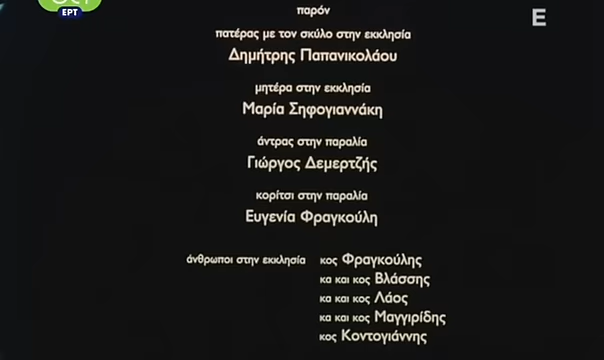 ΕΡΤ
Ε
παρόν
πατέρας με τον σκύλο στην εκκλησία
Δημήτρης Παπανικολάου
μητέρα στην εκκλησία
Μαρία Σηφογιαννάκη
άντρας στην παραλία
Γιώργος Δεμερτζής
κορίτσι στην παραλία
Ευγενία Φραγκούλη
άνθρωποι στην εκκλησία κος Φραγκούλης
κα και κος Βλάσσης
κα και κος Λάος
κα και κος Μαγγιρίδης
κος Κοντογιάννης